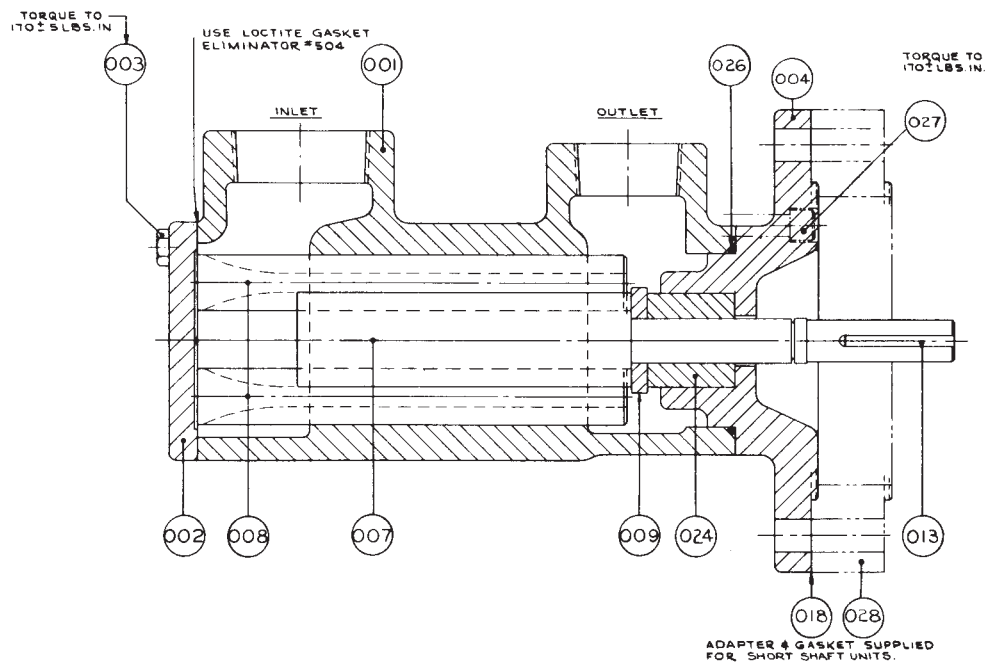 TORQUE TO
170±5LBS.IN
003
USE LOCTITE GASKET
ELIMINATOR #504
001
026
004
TORQUE TO
170±LBS.IN.
027
INLET
OUTLET
002
008
007
009
024
013
018
028
ADAPTER & GASKET SUPPLIED
FOR SHORT SHAFT UNITS.